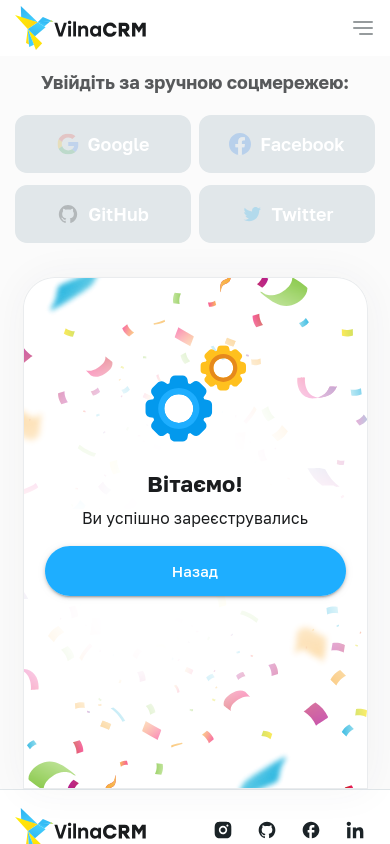 VilnaCRM
Увійдіть за зручною соцмережею:
Google
Facebook
GitHub
Twitter
Вітаємо!
Ви успішно зареєструвались
Назад
VilnaCRM